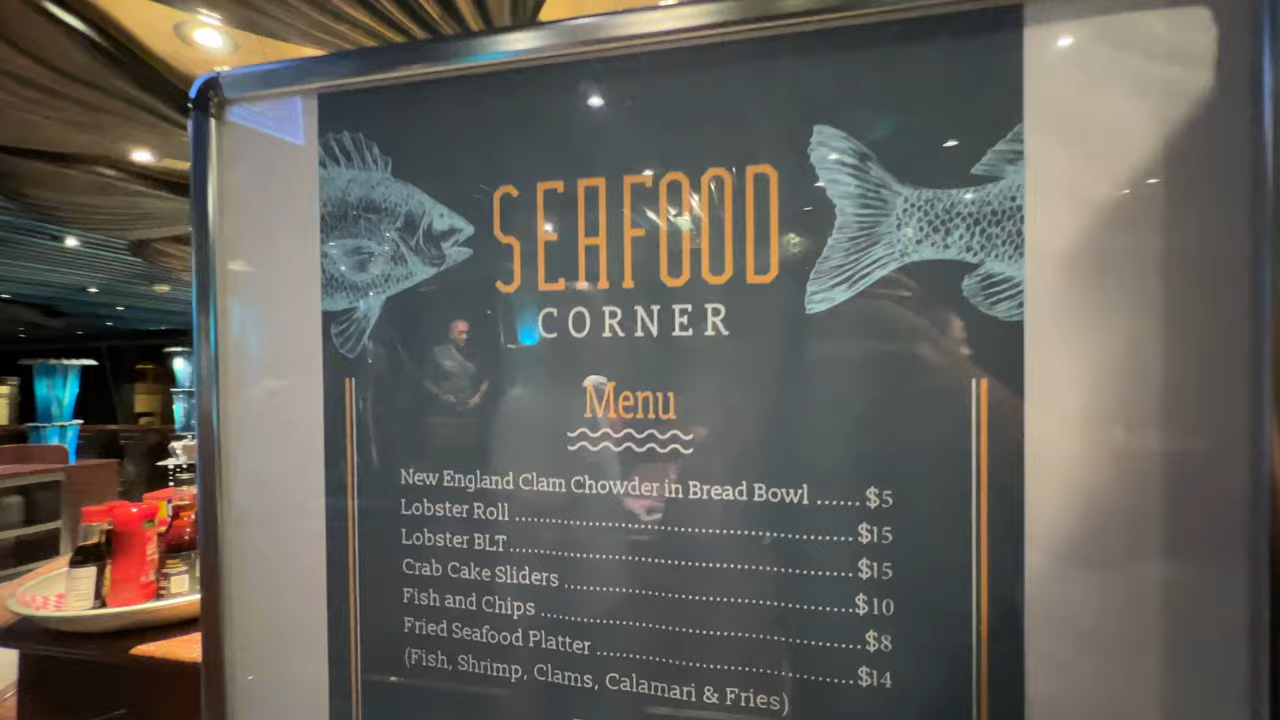 SEAFOOD
CORNER
Menu
New England Clam Chowder in Bread Bowl ...... $5
Lobster Roll .......................................................... $15
Lobster BLT .......................................................... $15
Crab Cake Sliders ................................................. $10
Fish and Chips ..................................................... $8
Fried Seafood Platter ............................................ $14
(Fish, Shrimp, Clams, Calamari & Fries)